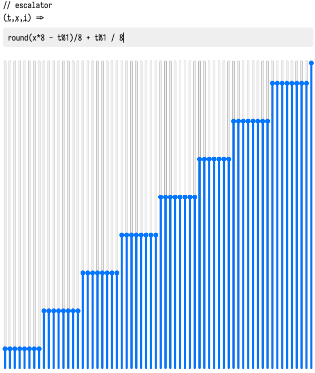 // escalator
(t,x,i) =>
round(x*8 - t%1)/8 + t%1 / 8